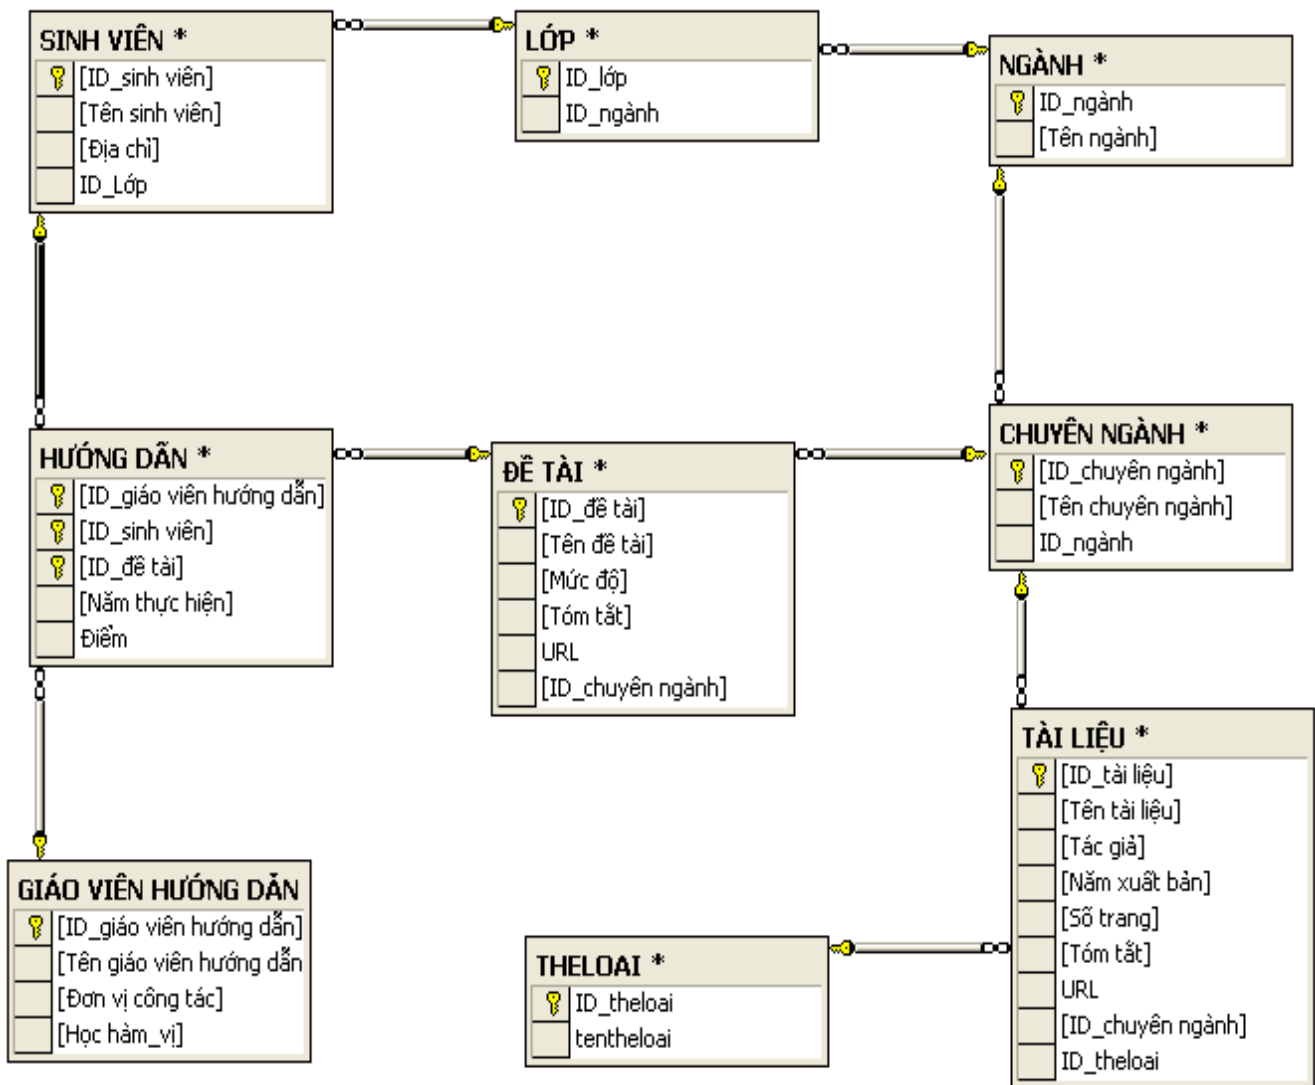 SINH VIÊN *
[ID_sinh viên]
[Tên sinh viên]
[Địa chỉ]
ID_Lớp
LỚP *
ID_lớp
ID_ngành
NGÀNH *
ID_ngành
[Tên ngành]
HƯỚNG DẪN *
[ID_giáo viên hướng dẫn]
[ID_sinh viên]
[ID_đề tài]
[Năm thực hiện]
Điểm
ĐỀ TÀI *
[ID_đề tài]
[Tên đề tài]
[Mức độ]
[Tóm tắt]
URL
[ID_chuyên ngành]
CHUYÊN NGÀNH *
[ID_chuyên ngành]
[Tên chuyên ngành]
ID_ngành
GIÁO VIÊN HƯỚNG DẪN
[ID_giáo viên hướng dẫn]
[Tên giáo viên hướng dẫn
[Đơn vị công tác]
[Học hàm_vị]
THELOAI *
ID_theloai
tentheloai
TÀI LIỆU *
[ID_tài liệu]
[Tên tài liệu]
[Tác giả]
[Năm xuất bản]
[Số trang]
[Tóm tắt]
URL
[ID_chuyên ngành]
ID_theloai